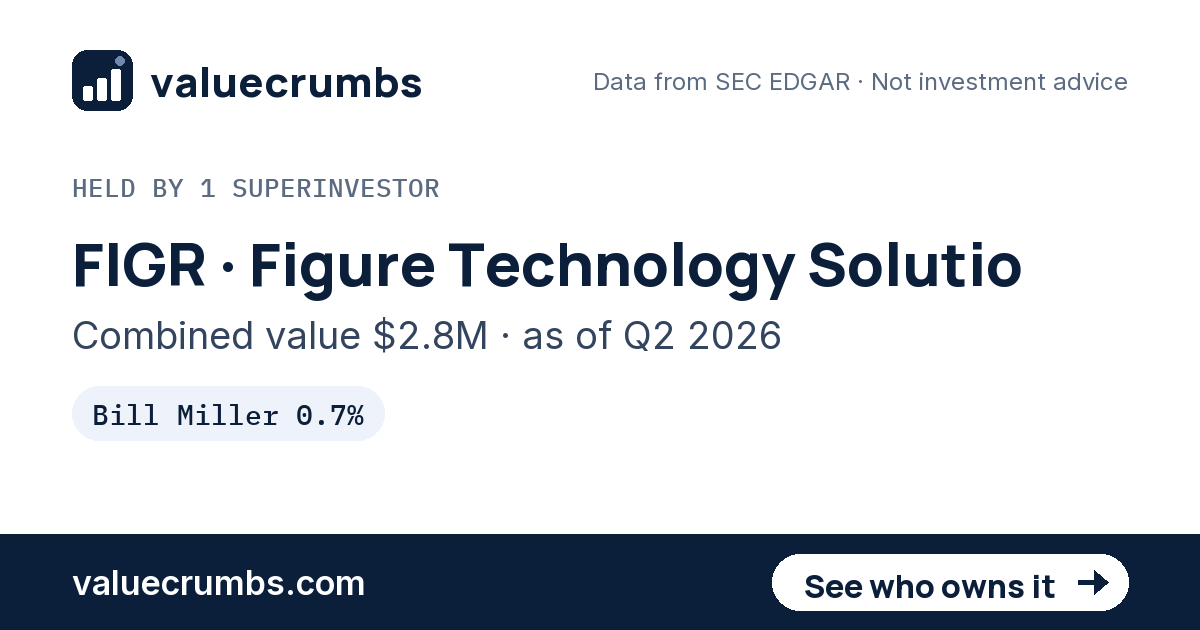 valuecrumbs
Data from SEC EDGAR · Not investment advice
HELD BY 1 SUPERINVESTOR
FIGR · Figure Technology Solutio
Combined value $2.8M · as of Q2 2026
Bill Miller 0.7%
valuecrumbs.com
See who owns it →